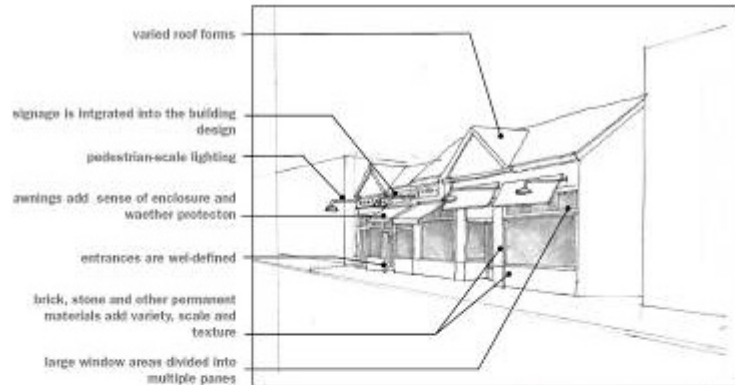 varied roof forms
signage is intgrated into the building
design
pedestrian-scale lighting
awnings add sense of enclosure and
waether protecton
entrances are wel-defined
brick, stone and other permanent
materials add variety, scale and
texture
large window areas divided into
multiple panes